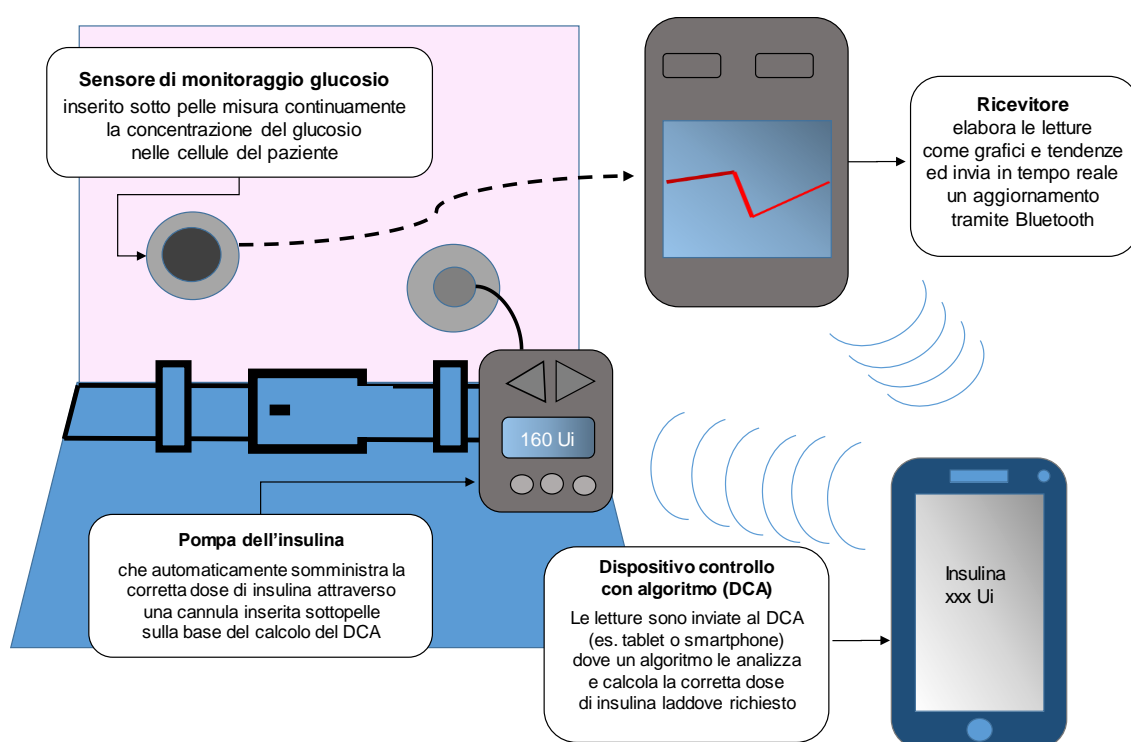 Sensore di monitoraggio glucosio
inserito sotto pelle misura continuamente
la concentrazione del glucosio
nelle cellule del paziente
Ricevitore
elabora le letture
come grafici e tendenze
ed invia in tempo reale
un aggiornamento
tramite Bluetooth
160 Ui
Pompa dell'insulina
che automaticamente somministra la
corretta dose di insulina attraverso
una cannula inserita sottopelle
sulla base del calcolo del DCA
Dispositivo controllo
con algoritmo (DCA)
Le letture sono inviate al DCA
(es. tablet o smartphone)
dove un algoritmo le analizza
e calcola la corretta dose
di insulina laddove richiesto
Insulina
xxx Ui